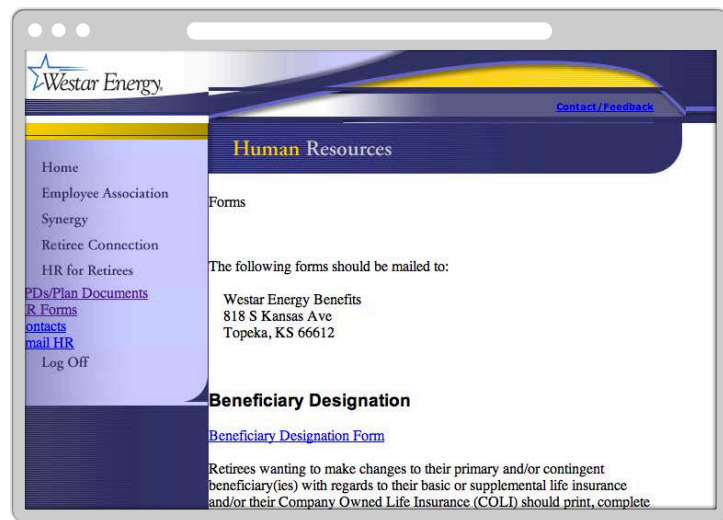 Westar Energy.
Contact/Feedback
Human Resources
Home
Employee Association
Synergy
Retiree Connection
HR for Retirees
PDs/Plan Documents
R Forms
ontacts
mail HR
Log Off
Forms
The following forms should be mailed to:
Westar Energy Benefits
818 S Kansas Ave
Topeka, KS 66612
Beneficiary Designation
Beneficiary Designation Form
Retirees wanting to make changes to their primary and/or contingent
beneficiary(ies) with regards to their basic or supplemental life insurance
and/or their Company Owned Life Insurance (COLI) should print, complete